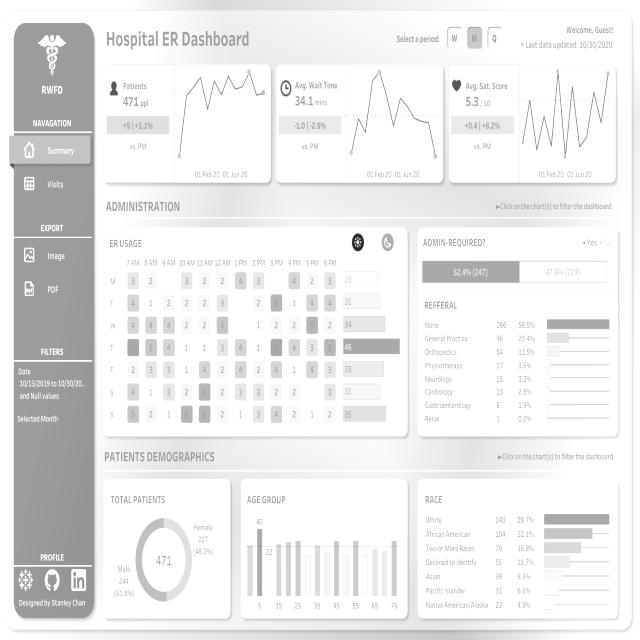 RWFD
NAVAGATION
Summary
Visits
EXPORT
Image
PDF
FILTERS
Date
10/13/2019 to 10/30/20..
and Null values
Selected Month
PROFILE
Designed by Stanley Chan
Hospital ER Dashboard
Select a period: W M Q
Welcome, Guest!
* Last data updated: 10/30/2020
Patients
471 ppl
+5 | +1.1%
vs. PM
01 Feb 20 01 Jun 20
Avg. Wait Time
34.1 mins
-1.0 | -2.9%
vs. PM
01 Feb 20 01 Jun 20
Avg. Sat. Score
5.3 / 10
+0.4 | +8.2%
vs. PM
01 Feb 20 01 Jun 20
ADMINISTRATION
▸Click on the chart(s) to filter the dashboard
ER USAGE
7 AM 8 AM 9 AM 10 AM 11 AM 12 AM 1 PM 2 PM 3 PM 4 PM 5 PM 6 PM
M 3 2 3 2 3 2 4 3 4 2 3
T 4 1 2 2 2 3 2 1 4 4 31
W 4 4 4 2 4 1 2 2 2 34
T 4 4 1 1 4 1 4 3 46
F 2 3 3 1 4 2 4 2 4 1 4 3 33
S 4 1 3 2 2 2 1 3 2 2 3 31
S 2 1 2 1 2 3 4 2 1 2 35
ADMIN-REQUIRED?
• Yes
52.4% (247) 47.6% (224)
REFFERAL
None 266 56.5%
General Practice 96 20.4%
Orthopedics 54 11.5%
Physiotherapy 17 3.6%
Neurology 15 3.2%
Cardiology 13 2.8%
Gastroenterology 9 1.9%
Renal 1 0.2%
PATIENTS DEMOGRAPHICS
▸Click on the chart(s) to filter the dashboard
TOTAL PATIENTS
Female
227
(48.2%)
471
Male
244
(51.8%)
AGE GROUP
40
22
5 15 25 35 45 55 65 75
RACE
White 140 29.7%
African American 104 22.1%
Two or More Races 79 16.8%
Declined to Identify 55 11.7%
Asian 39 8.3%
Pacific Islander 31 6.6%
Native American/Alaska 23 4.9%